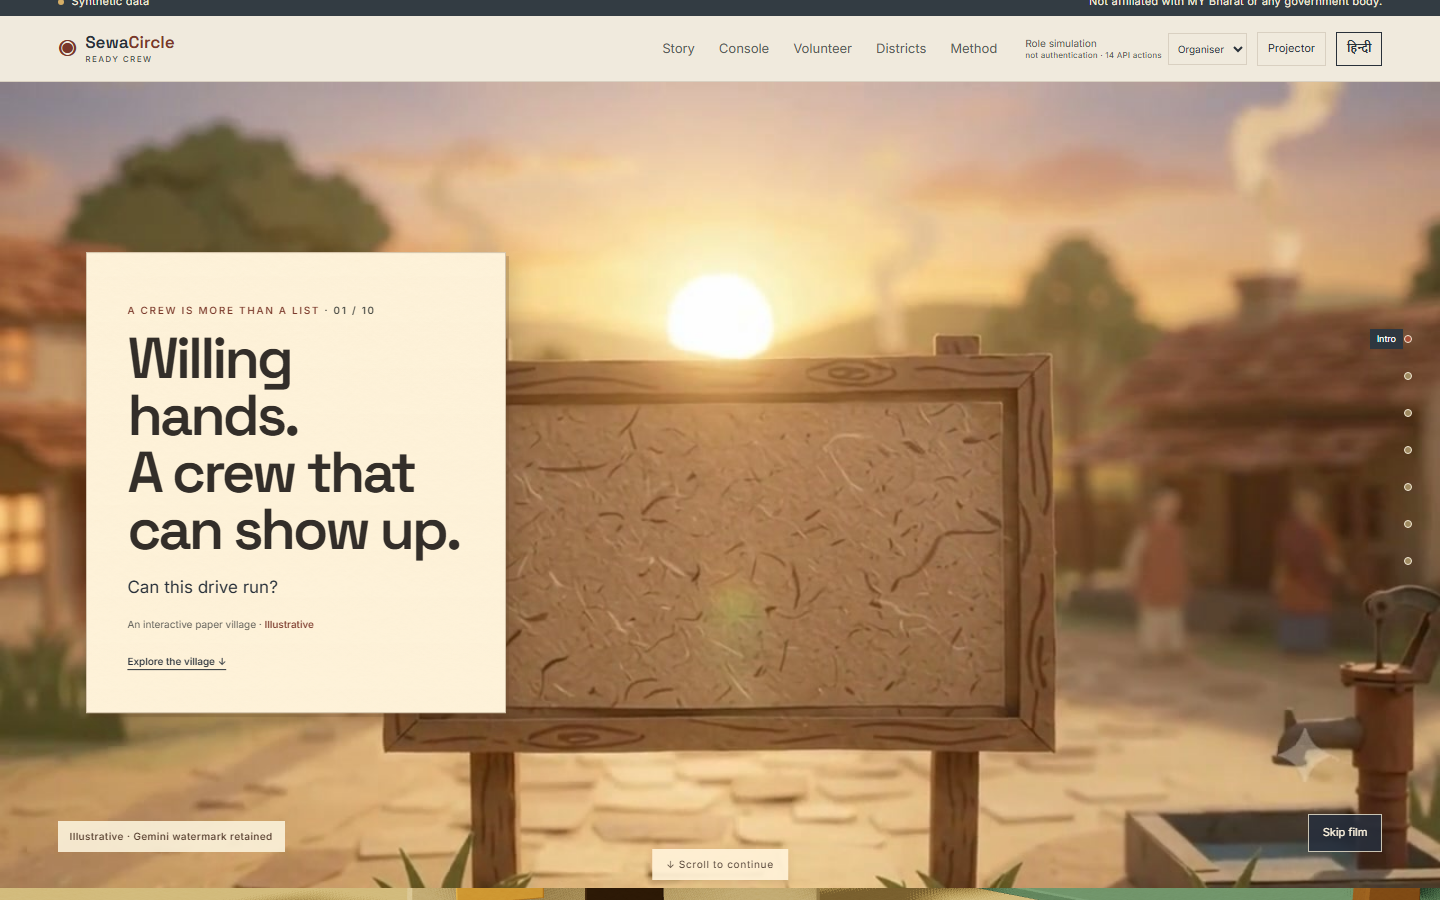 Synthetic data
Not affiliated with MY Bharat or any government body.
SewaCircle
READY CREW
Story
Console
Volunteer
Districts
Method
Role simulation
not authentication · 14 API actions
Organiser
Projector
हिन्दी
A CREW IS MORE THAN A LIST · 01 / 10
Willing
hands.
A crew that
can show up.
Can this drive run?
An interactive paper village · Illustrative
Explore the village ↓
Intro
Illustrative · Gemini watermark retained
↓ Scroll to continue
Skip film